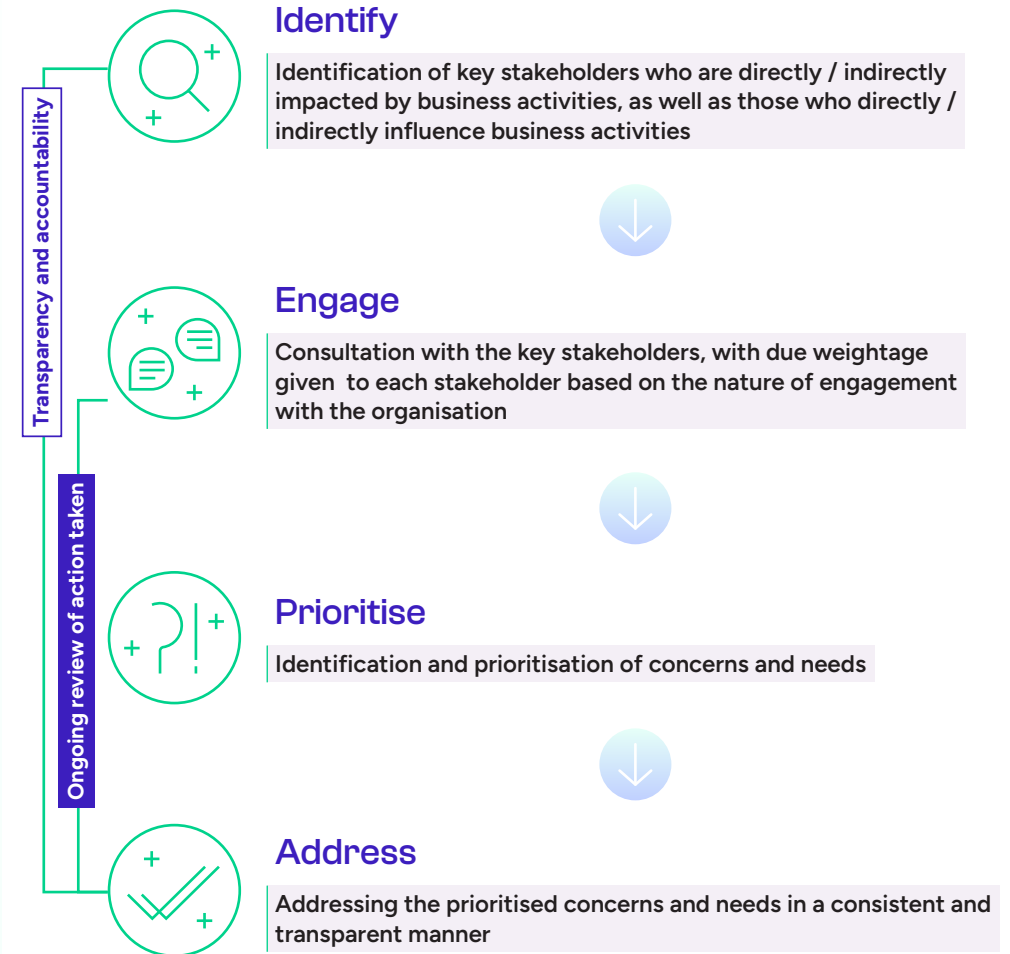 Identify
Identification of key stakeholders who are directly / indirectly
impacted by business activities, as well as those who directly /
indirectly influence business activities
Transparency and accountability
Engage
Consultation with the key stakeholders, with due weightage
given  to each stakeholder based on the nature of engagement
with the organisation
Ongoing review of action taken
Prioritise
Identification and prioritisation of concerns and needs
Address
Addressing the prioritised concerns and needs in a consistent and
transparent manner